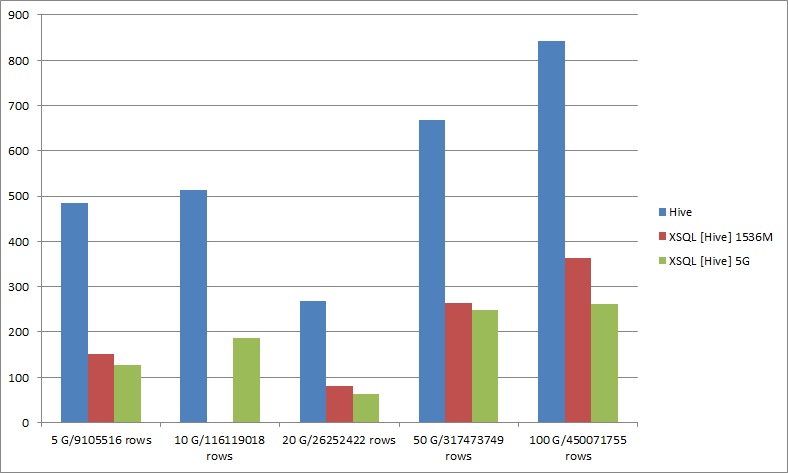 900
800
700
600
500
400
300
200
100
0
5 G/9105516 rows
10 G/116119018
rows
20 G/26252422 rows
50 G/317473749
rows
100 G/450071755
rows
Hive
XSQL [Hive] 1536M
XSQL [Hive] 5G